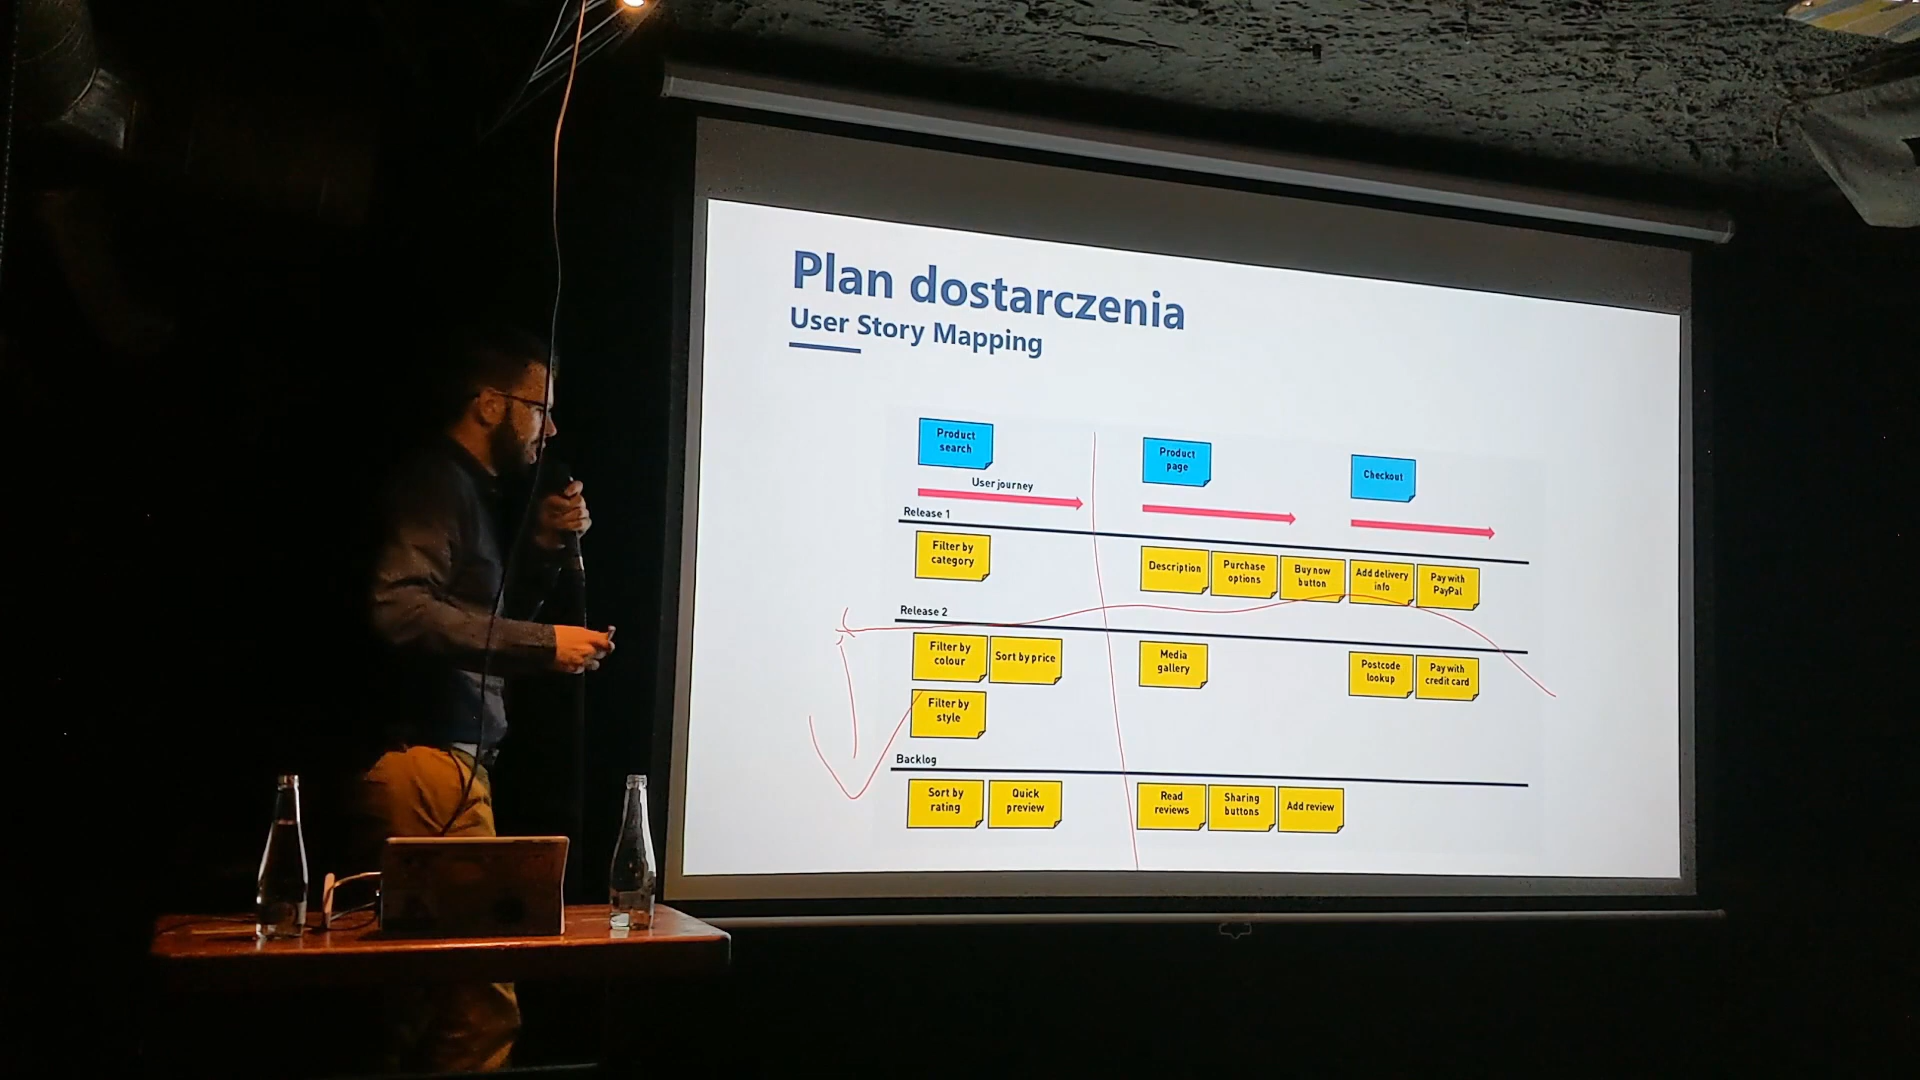 Plan dostarczenia
User Story Mapping
Product
search
Product
page
Checkout
User journey
Release 1
Filter by
category
Description
Purchase
options
Buy now
button
Add delivery
info
Pay with
PayPal
Release 2
Filter by
colour
Sort by price
Media
gallery
Postcode
lookup
Pay with
credit card
Filter by
style
Backlog
Sort by
rating
Quick
preview
Read
reviews
Sharing
buttons
Add review